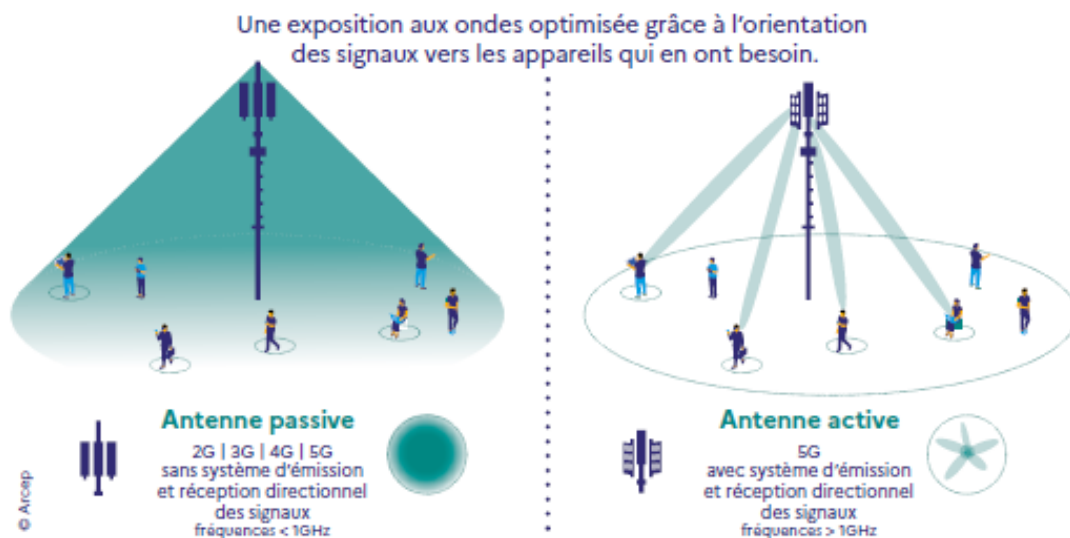 Une exposition aux ondes optimisée grâce à l'orientation
des signaux vers les appareils qui en ont besoin.
Antenne passive
2G | 3G | 4G | 5G
sans système d'émission
et réception directionnel
des signaux
fréquences < 1GHz
Antenne active
5G
avec système d'émission
et réception directionnel
des signaux
fréquences > 1GHz
© Arcep